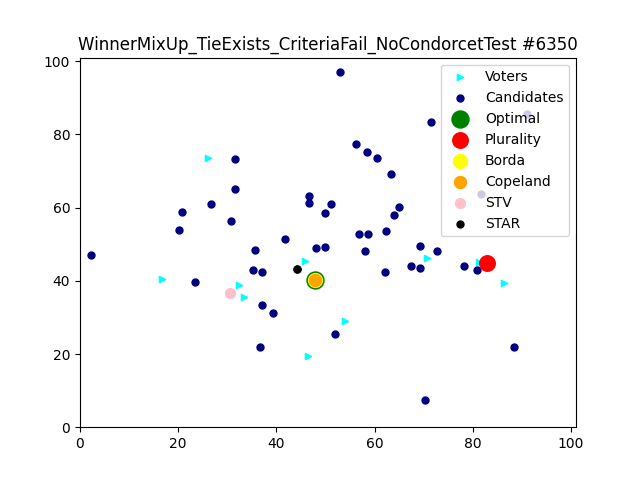 WinnerMixUp_TieExists_CriteriaFail_NoCondorcetTest #6350
100
80
60
40
20
0
0 20 40 60 80 100
Voters
Candidates
Optimal
Plurality
Borda
Copeland
STV
STAR